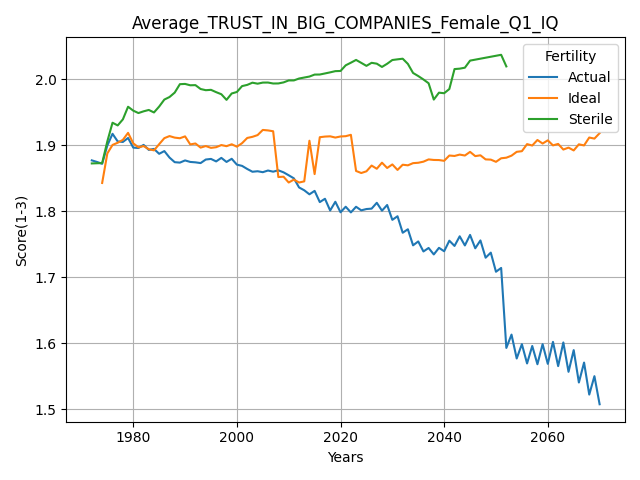 Average_TRUST_IN_BIG_COMPANIES_Female_Q1_IQ
Fertility
Actual
Ideal
Sterile
Score(1-3)
2.0
1.9
1.8
1.7
1.6
1.5
1980
2000
2020
2040
2060
Years